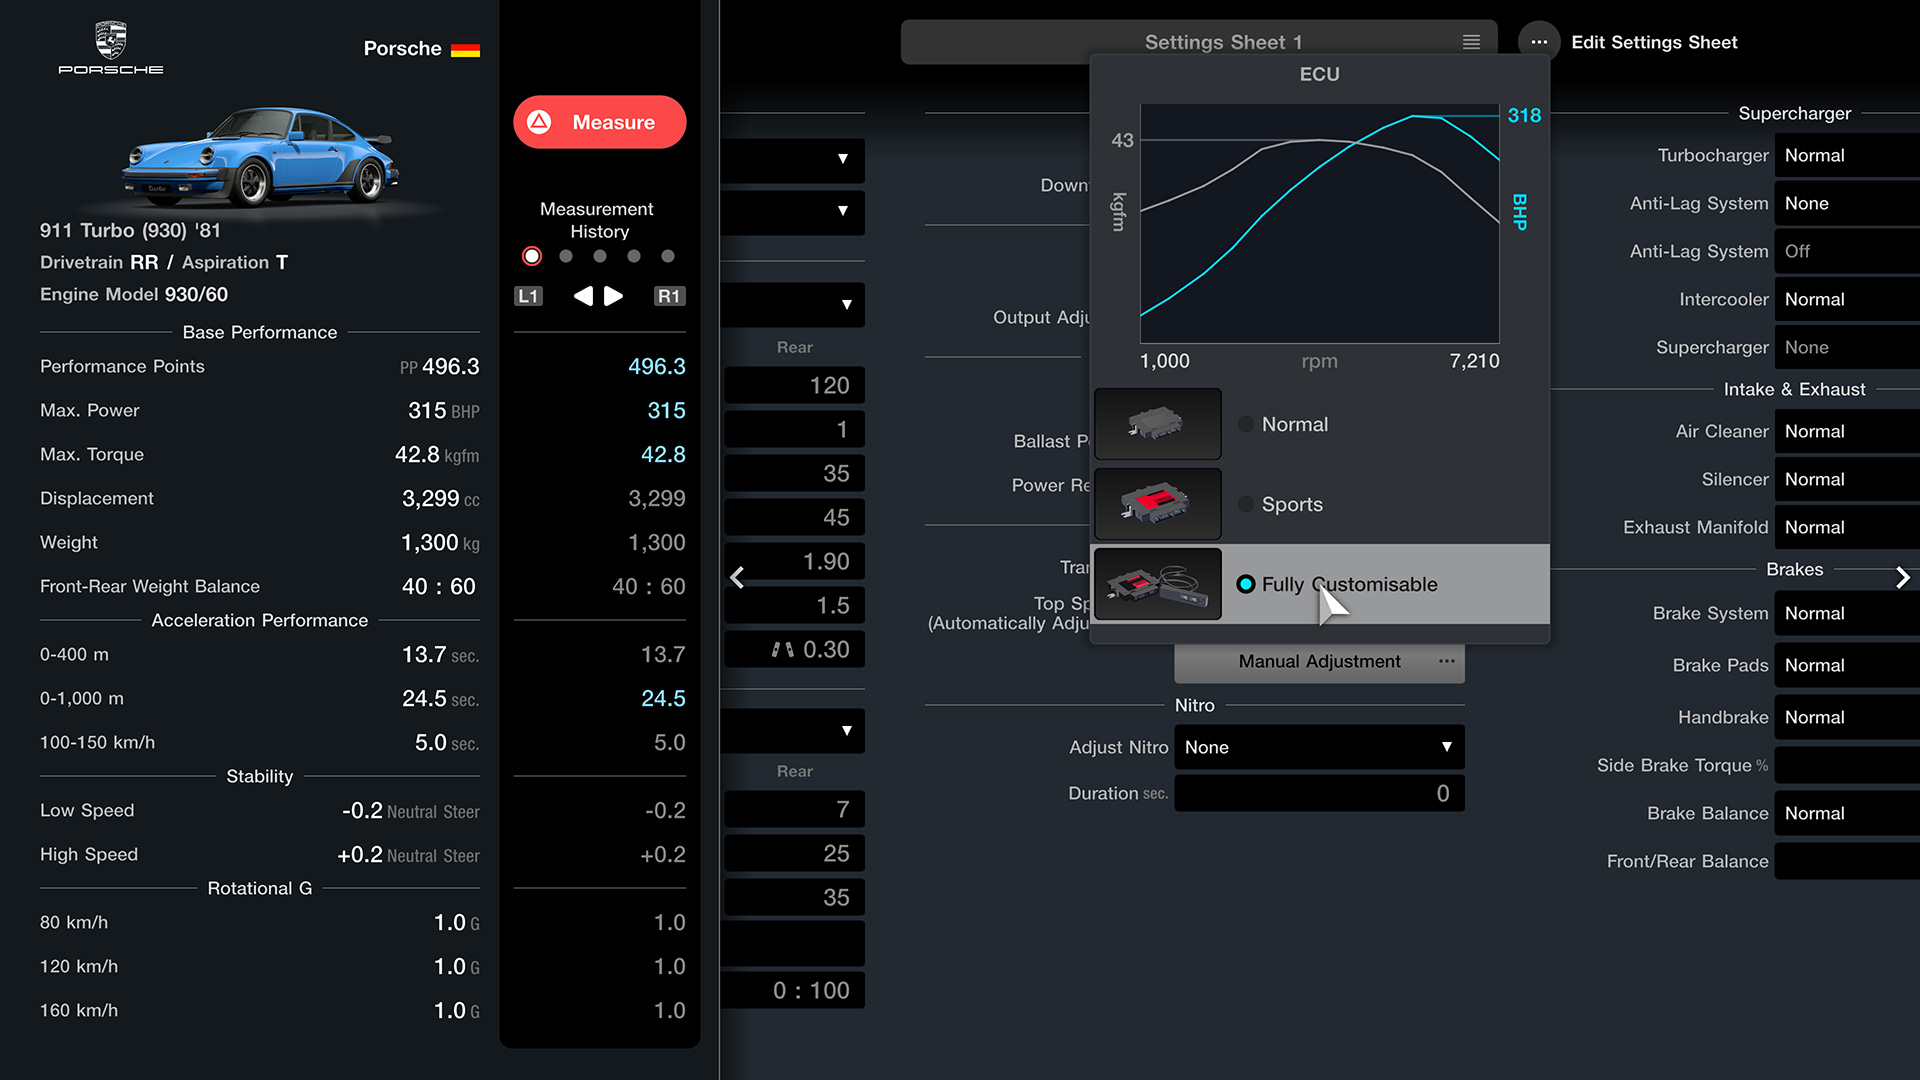 PORSCHE
Porsche
911 Turbo (930) '81
Drivetrain RR / Aspiration T
Engine Model 930/60
Base Performance
Performance Points PP 496.3
Max. Power 315 BHP
Max. Torque 42.8 kgfm
Displacement 3,299 cc
Weight 1,300 kg
Front-Rear Weight Balance 40 : 60
Acceleration Performance
0-400 m 13.7 sec.
0-1,000 m 24.5 sec.
100-150 km/h 5.0 sec.
Stability
Low Speed -0.2 Neutral Steer
High Speed +0.2 Neutral Steer
Rotational G
80 km/h 1.0 G
120 km/h 1.0 G
160 km/h 1.0 G
Measure
Measurement
History
L1 R1
496.3
315
42.8
3,299
1,300
40 : 60
13.7
24.5
5.0
-0.2
+0.2
1.0
1.0
1.0
Rear
120
1
35
45
1.90
1.5
0.30
Rear
7
25
35
0 : 100
Settings Sheet 1
Edit Settings Sheet
Down
Output Adju
Ballast P
Power Re
Tran
Top Sp
(Automatically Adju
ECU
318
43
kgfm
BHP
1,000 rpm 7,210
Normal
Sports
Fully Customisable
Manual Adjustment
Nitro
Adjust Nitro None
Duration sec. 0
Supercharger
Turbocharger Normal
Anti-Lag System None
Anti-Lag System Off
Intercooler Normal
Supercharger None
Intake & Exhaust
Air Cleaner Normal
Silencer Normal
Exhaust Manifold Normal
Brakes
Brake System Normal
Brake Pads Normal
Handbrake Normal
Side Brake Torque %
Brake Balance Normal
Front/Rear Balance